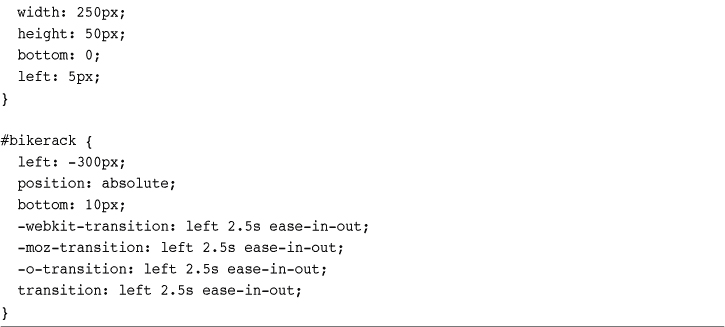 width: 250px;
height: 50px;
bottom: 0;
left: 5px;
}
#bikerack {
left: -300px;
position: absolute;
bottom: 10px;
-webkit-transition: left 2.5s ease-in-out;
-moz-transition: left 2.5s ease-in-out;
-o-transition: left 2.5s ease-in-out;
transition: left 2.5s ease-in-out;
}